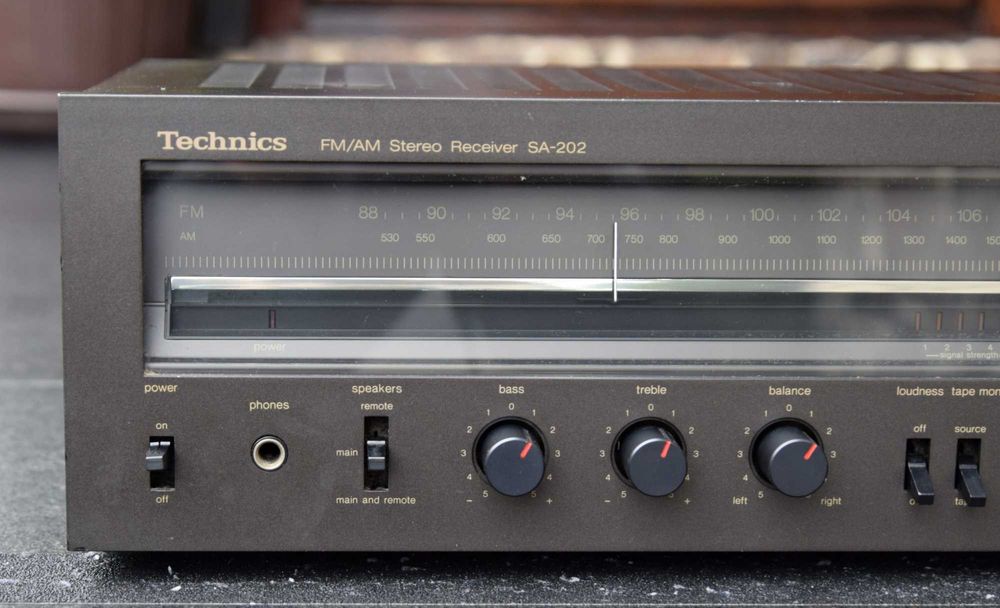 Technics FM/AM Stereo Receiver SA-202
FM 88 90 92 94 96 98 100 102 104 106
AM 530 550 600 650 700 750 800 900 1000 1100 1200 1300 1400
power
1 2 3 4
signal strength
power speakers bass treble balance loudness tape mon
phones
on off
remote
main
main and remote
5 4 3 2 1 0 1 2 3 - +
5 4 3 2 1 0 1 2 3 - +
5 4 3 2 1 0 1 2 3 left right
off
source